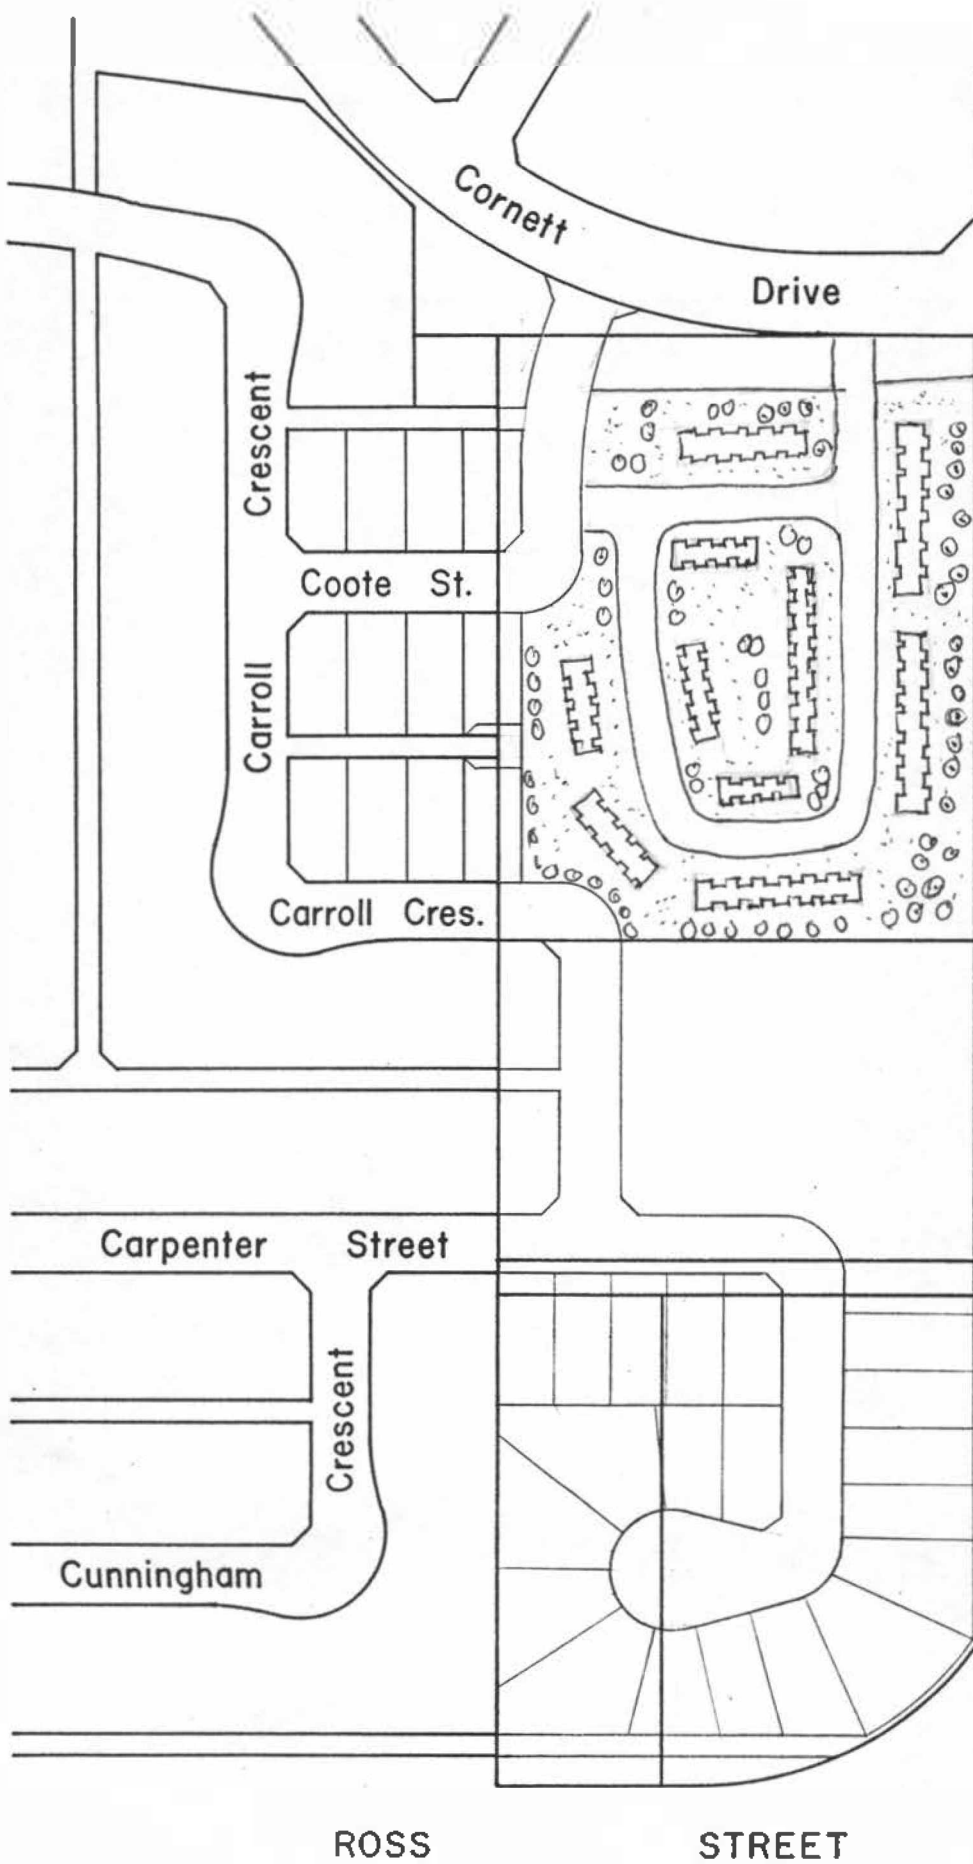 Cornett
Drive
Crescent
Coote St.
Carroll
Carroll Cres.
Carpenter Street
Crescent
Cunningham
ROSS STREET